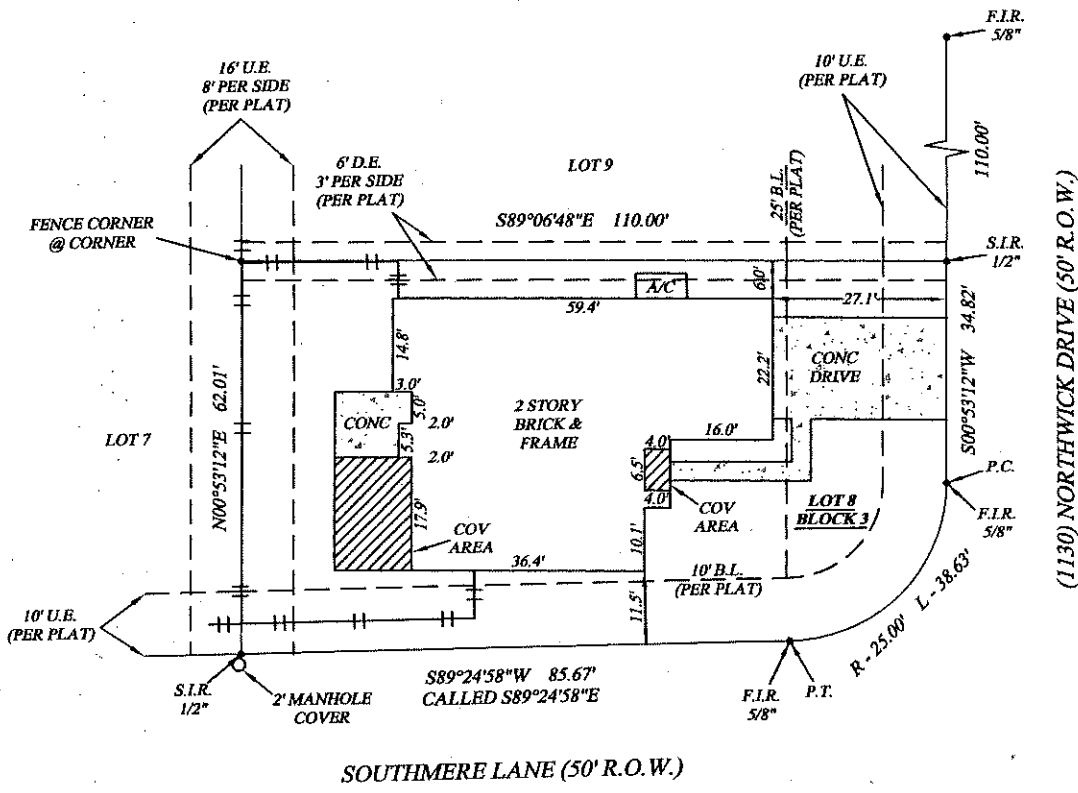 F.I.R.
5/8"
16' U.E.
8' PER SIDE
(PER PLAT)
10' U.E.
(PER PLAT)
6' D.E.
3' PER SIDE
(PER PLAT)
LOT 9
25' B.L.
(PER PLAT)
110.00'
FENCE CORNER
@ CORNER
S89°06'48"E 110.00'
S.I.R.
1/2"
A/C
6.0'
27.1'
59.4'
14.8'
22.2'
CONC
DRIVE
S00°53'12"W 34.82'
(1130) NORTHWICK DRIVE (50' R.O.W.)
3.0'
5.0'
2.0'
CONC
5.3'
2.0'
2 STORY
BRICK &
FRAME
16.0'
4.0'
6.5'
4.0'
LOT 7
N00°53'12"E 62.01'
17.9'
COV
AREA
COV
AREA
LOT 8
BLOCK 3
P.C.
F.I.R.
5/8"
10.1'
36.4'
10' B.L.
(PER PLAT)
11.5'
10' U.E.
(PER PLAT)
R - 25.00' L - 38.63'
S.I.R.
1/2"
2' MANHOLE
COVER
S89°24'58"W 85.67'
CALLED S89°24'58"E
F.I.R.
5/8"
P.T.
SOUTHMERE LANE (50' R.O.W.)